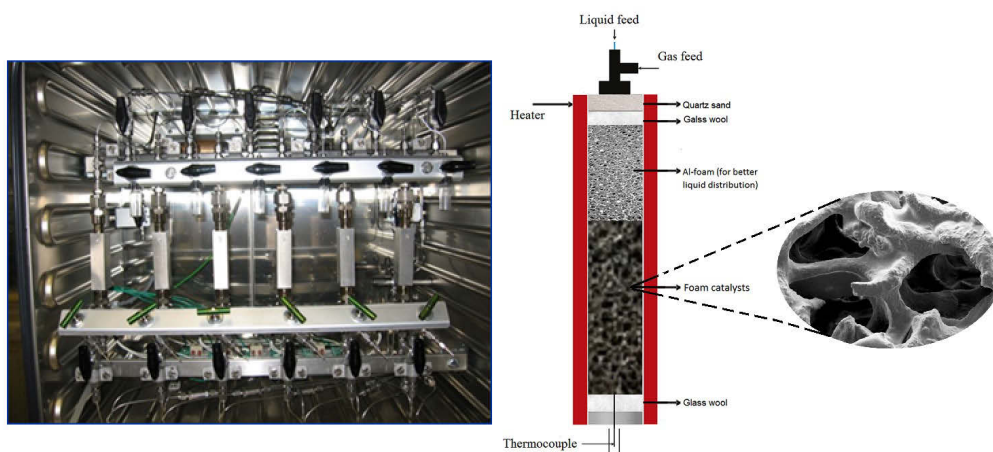 Liquid feed
Gas feed
Heater
Quartz sand
Galss wool
Al-foam (for better
liquid distribution)
Foam catalysts
Glass wool
Thermocouple